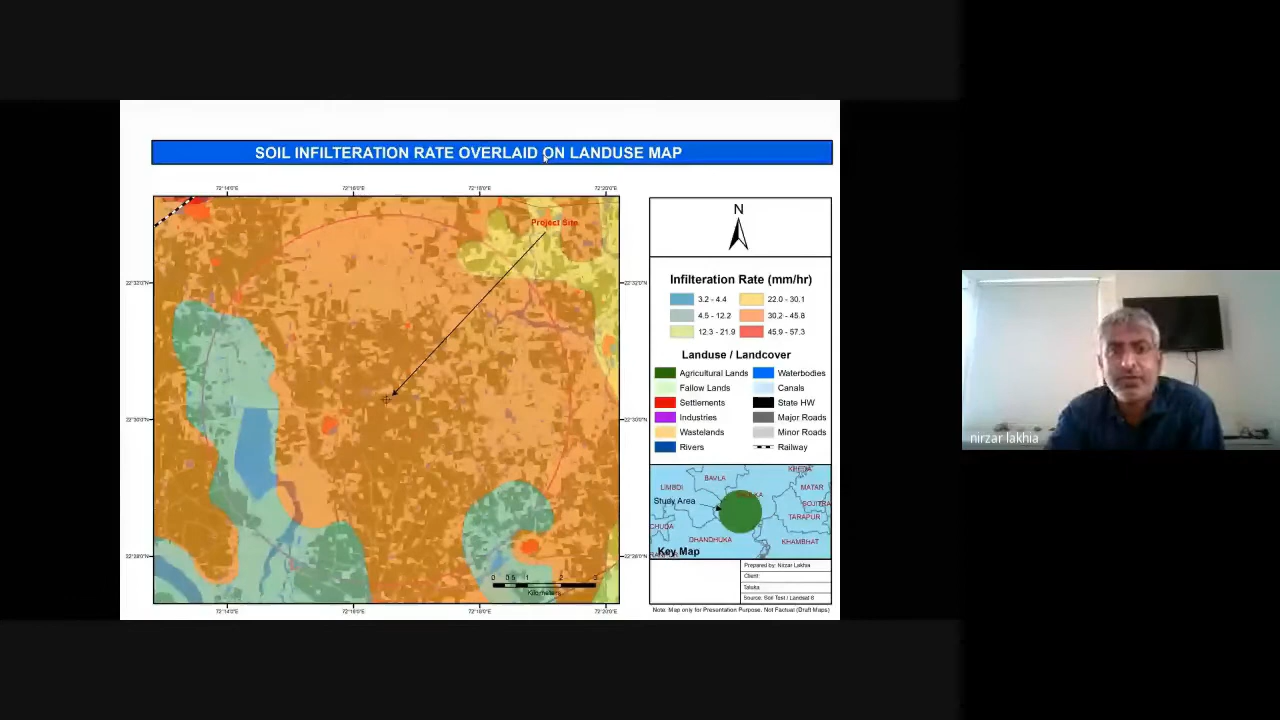 SOIL INFILTERATION RATE OVERLAID ON LANDUSE MAP
Project Site
N
Infilteration Rate (mm/hr)
3.2 - 4.4 22.0 - 30.1
4.5 - 12.2 30.2 - 45.8
12.3 - 21.9 45.9 - 57.3
Landuse / Landcover
Agricultural Lands Waterbodies
Fallow Lands Canals
Settlements State HW
Industries Major Roads
Wastelands Minor Roads
Rivers Railway
BAVLA
LIMBDI
MATAR
Study Area
TARAPUR
DHANDHUKA
KHAMBHAT
Key Map
Prepared by: Nirzar Lakhia
Client:
Taluka
Source: Soil Test / Landsat 8
Kilometers
Note: Map only for Presentation Purpose. Not Factual (Draft Maps)
nirzar lakhia